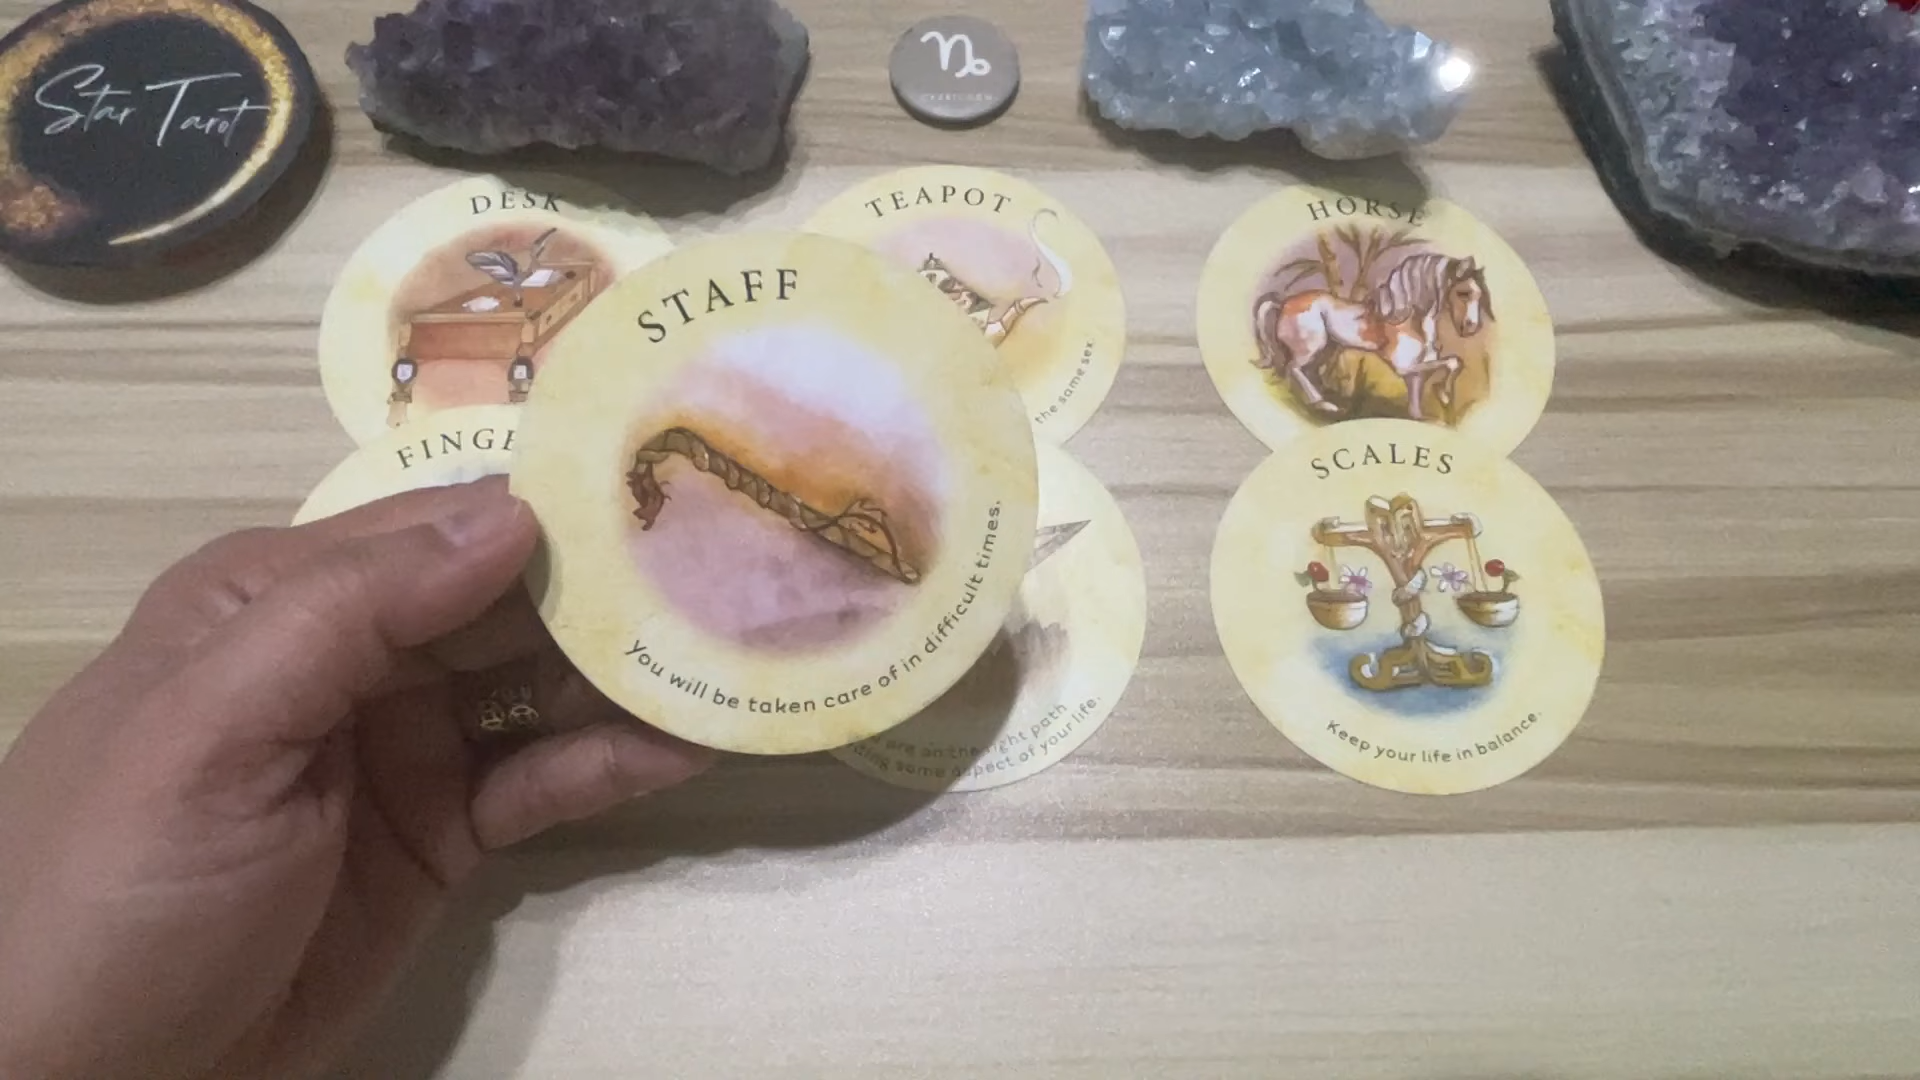 Star Tarot
DESK
TEAPOT
HORSE
the same sex.
STAFF
You will be taken care of in difficult times.
FINGE
SCALES
Keep your life in balance.
are on the right path
some aspect of your life.